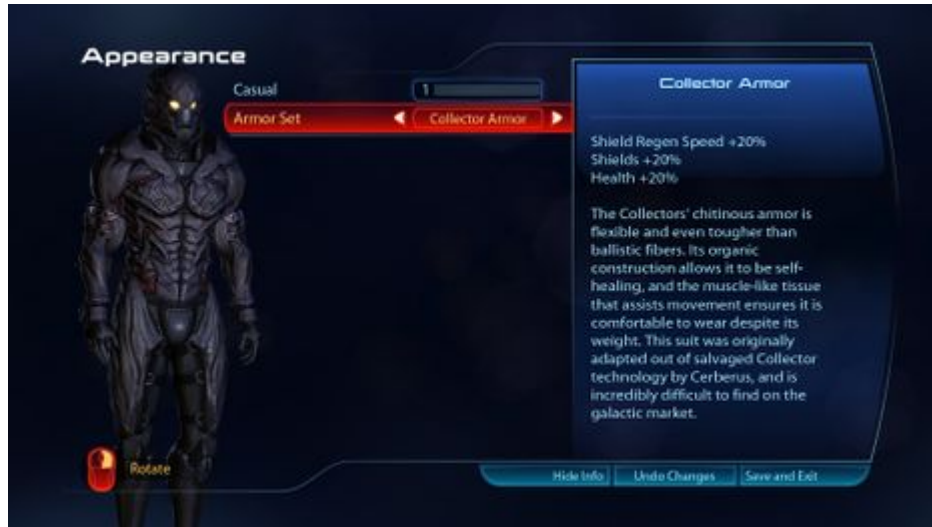 Appearance
Casual 1
Armor Set Collector Armor
Collector Armor
Shield Regen Speed +20%
Shields +20%
Health +20%
The Collectors' chitinous armor is
flexible and even tougher than
ballistic fibers. Its organic
construction allows it to be self-
healing, and the muscle-like tissue
that assists movement ensures it is
comfortable to wear despite its
weight. This suit was originally
adapted out of salvaged Collector
technology by Cerberus, and is
incredibly difficult to find on the
galactic market.
Rotate
Hide Info Undo Changes Save and Exit